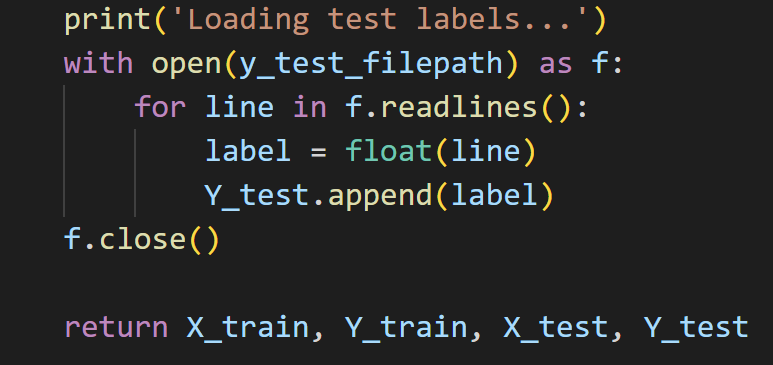 print('Loading test labels...')
with open(y_test_filepath) as f:
    for line in f.readlines():
        label = float(line)
        Y_test.append(label)
f.close()

return X_train, Y_train, X_test, Y_test